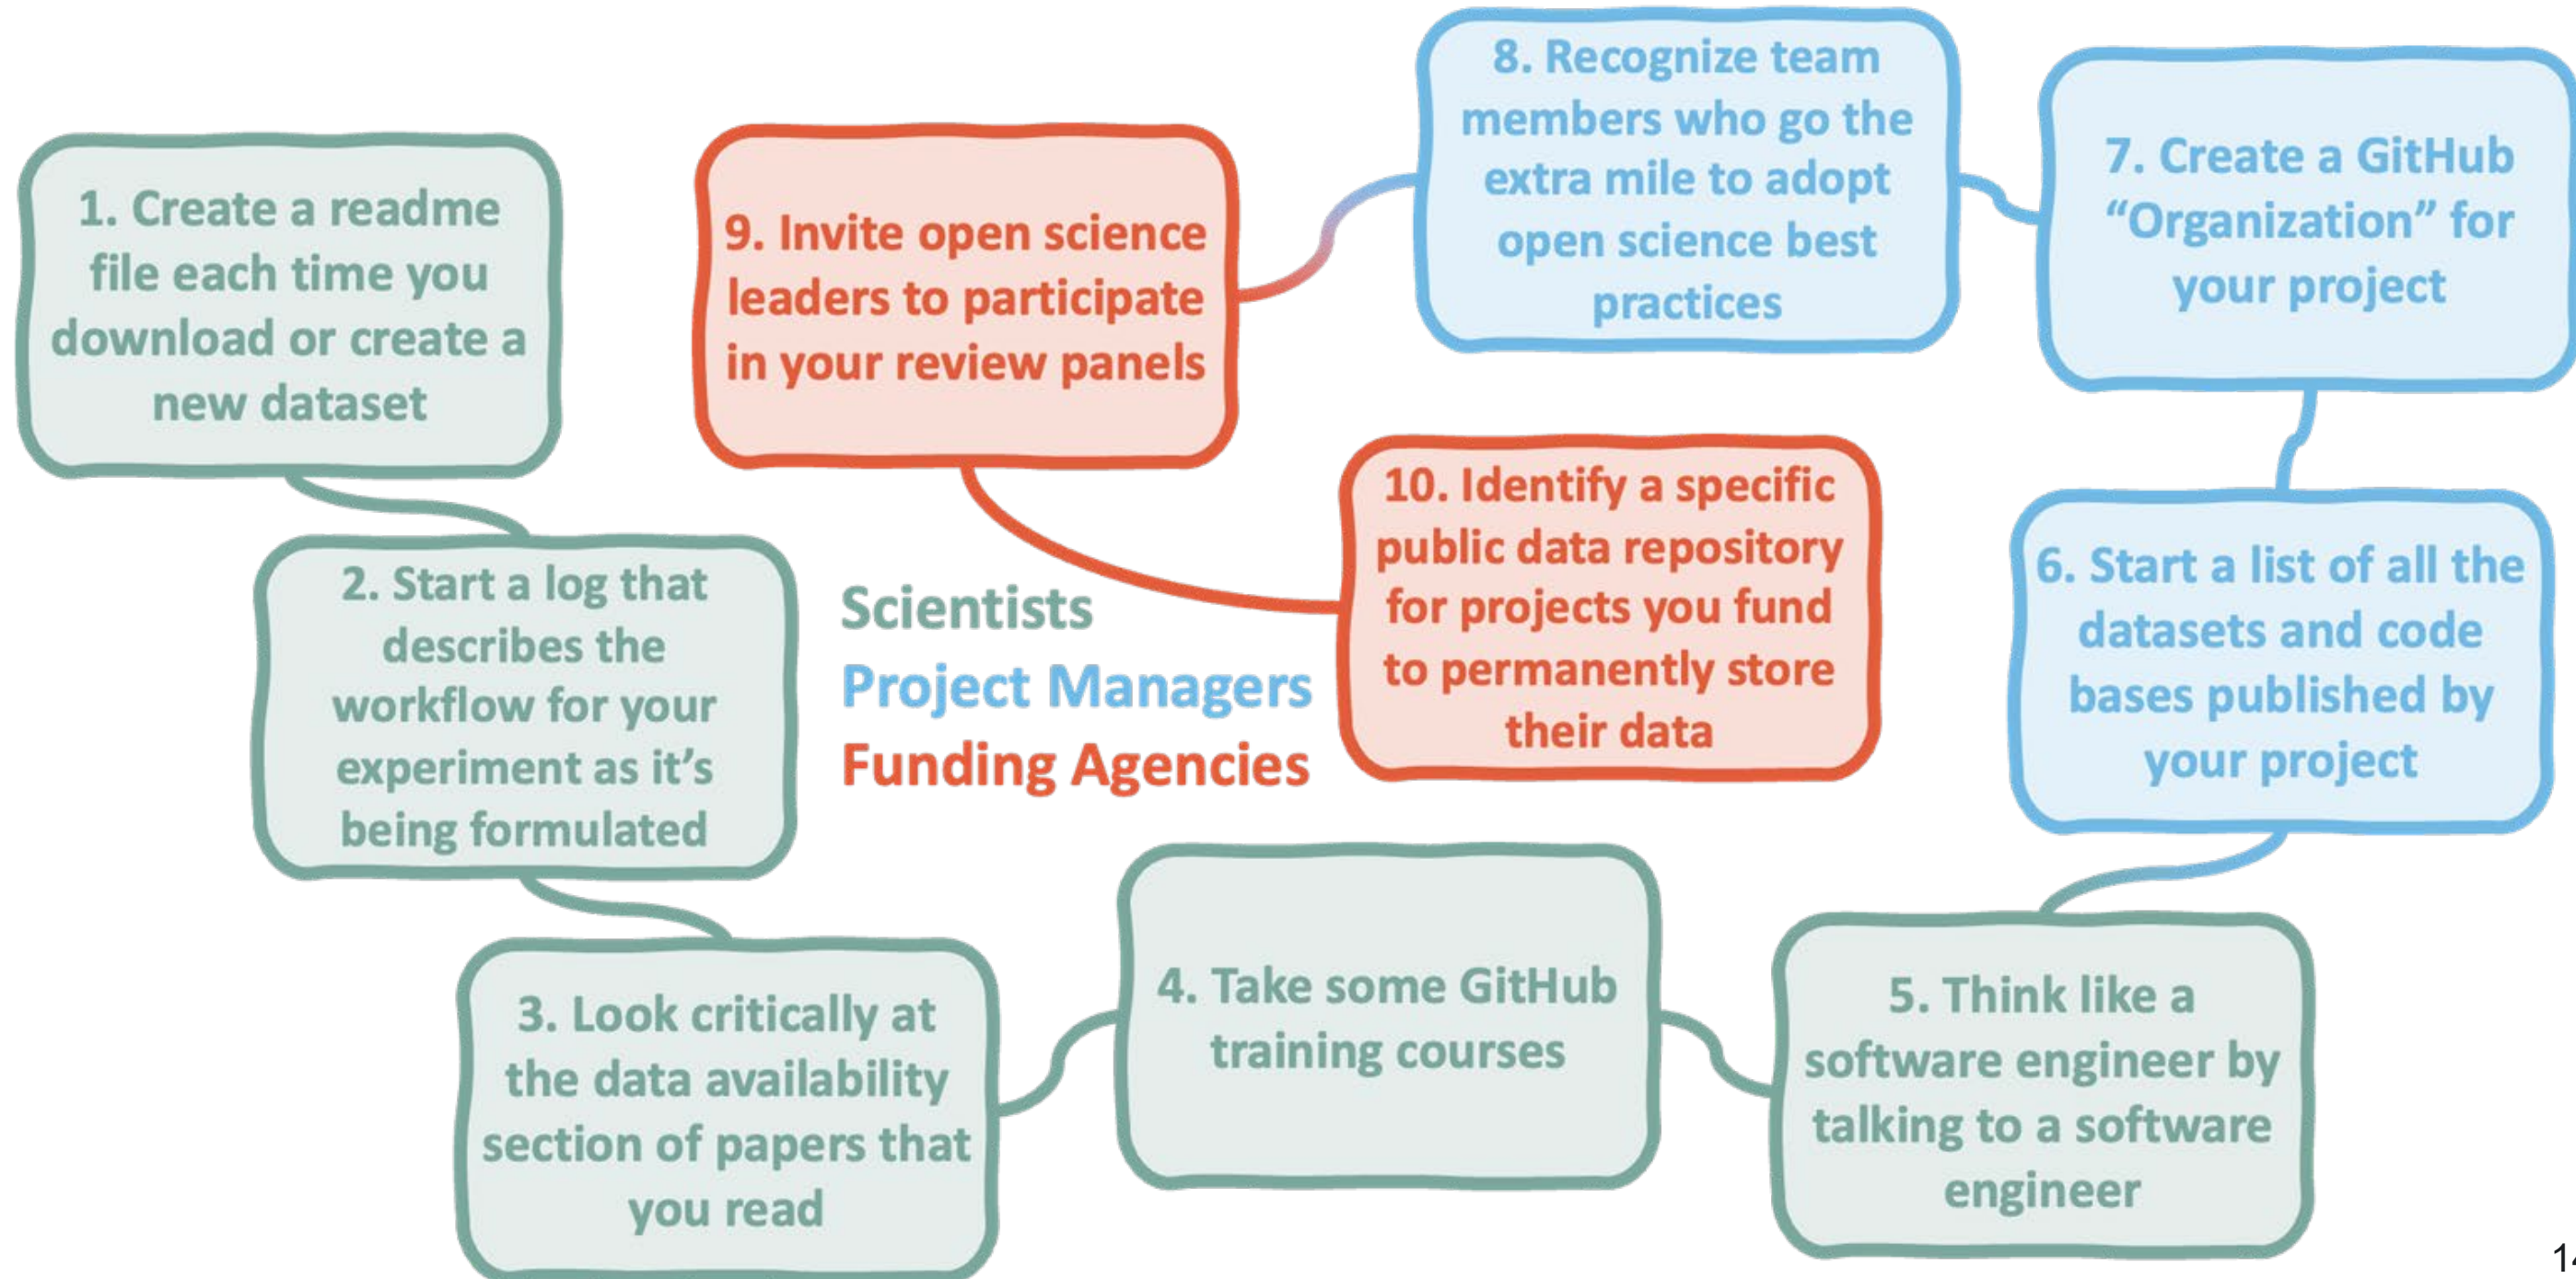 1. Create a readme
file each time you
download or create a
new dataset
2. Start a log that
describes the
workflow for your
experiment as it’s
being formulated
3. Look critically at
the data availability
section of papers that
you read
4. Take some GitHub
training courses
5. Think like a
software engineer by
talking to a software
engineer
6. Start a list of all the
datasets and code
bases published by
your project
7. Create a GitHub
“Organization” for
your project
8. Recognize team
members who go the
extra mile to adopt
open science best
practices
9. Invite open science
leaders to participate
in your review panels
10. Identify a specific
public data repository
for projects you fund
to permanently store
their data
Scientists
Project Managers
Funding Agencies
14